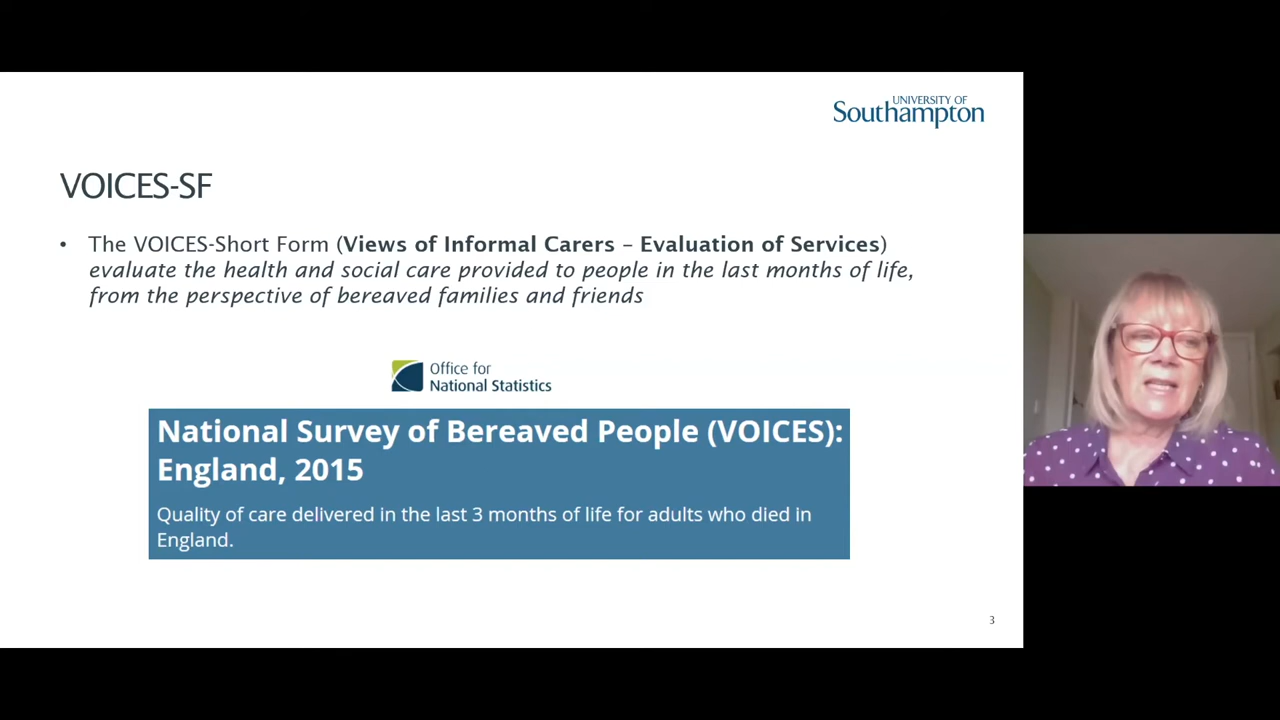 UNIVERSITY OF
Southampton
VOICES-SF
• The VOICES-Short Form (Views of Informal Carers – Evaluation of Services)
evaluate the health and social care provided to people in the last months of life,
from the perspective of bereaved families and friends
Office for
National Statistics
National Survey of Bereaved People (VOICES):
England, 2015
Quality of care delivered in the last 3 months of life for adults who died in
England.
3